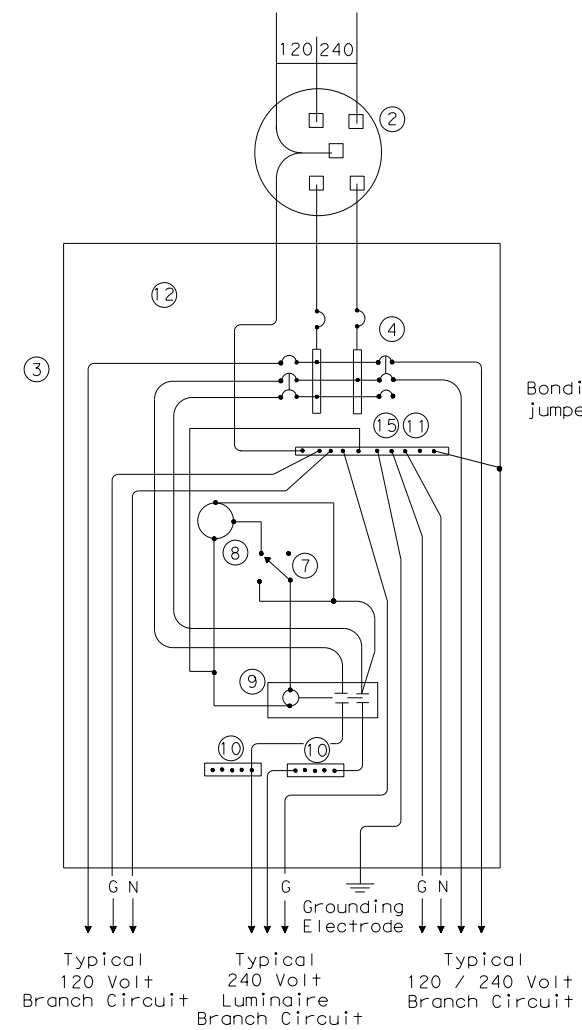 120 240
2
12
4
3
Bondi
jumpe
15 11
8
7
9
10 10
G N G G N
Grounding
Electrode
Typical
120 Volt
Branch Circuit
Typical
240 Volt
Luminaire
Branch Circuit
Typical
120 / 240 Volt
Branch Circuit